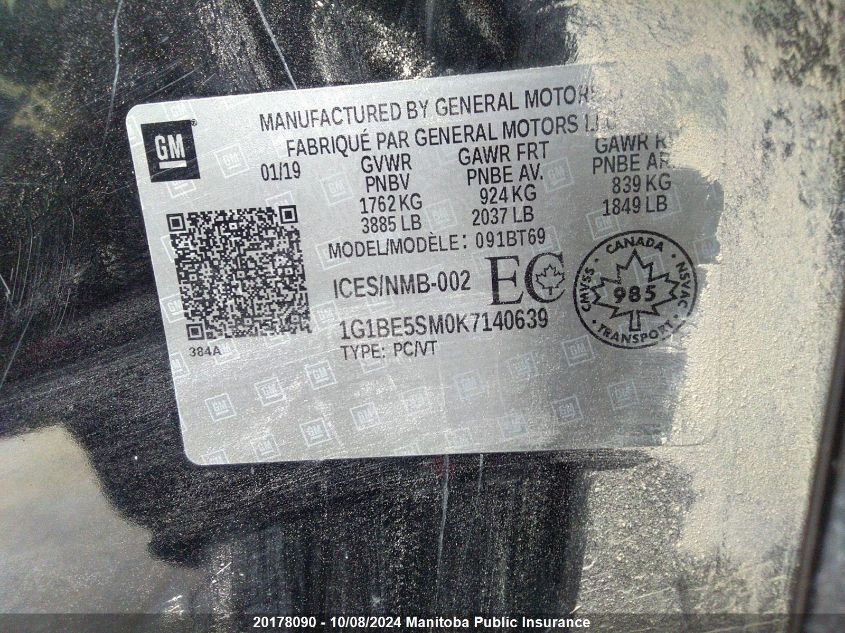 MANUFACTURED BY GENERAL MOTORS
FABRIQUÉ PAR GENERAL MOTORS
GM
01/19
GVWR GAWR FRT GAWR R
PNBV PNBE AV. PNBE AR
1762 KG 924 KG 839 KG
3885 LB 2037 LB 1849 LB
MODEL/MODÈLE: 091BT69
ICES/NMB-002 EC
CANADA
CMVSS 985 NSVAC
TRANSPORT
1G1BE5SM0K7140639
384A
TYPE: PC/VT
20178090 - 10/08/2024 Manitoba Public Insurance